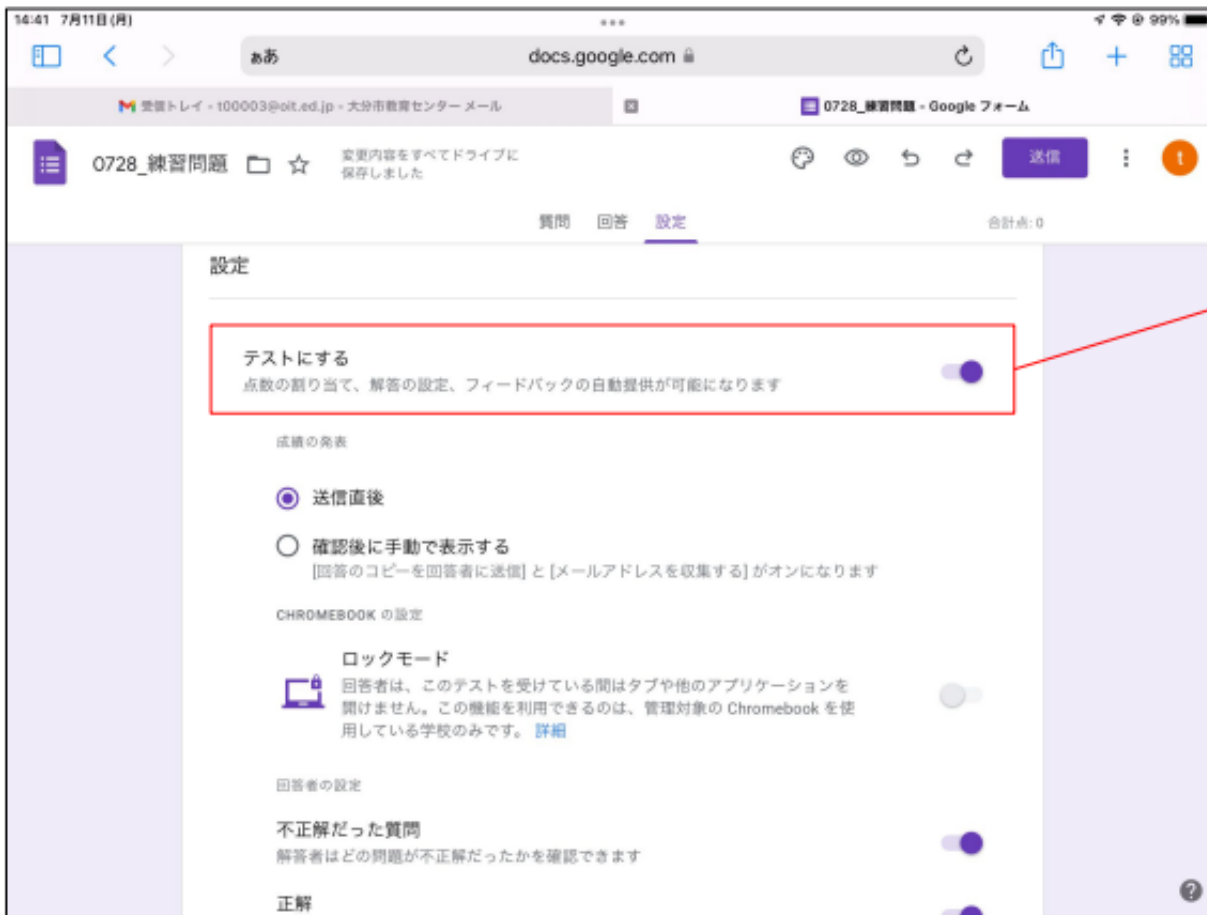 14:41 7月11日(月)
99%
ぁあ
docs.google.com
受信トレイ - t00003@oit.ed.jp - 大分市教育センター メール
0728_練習問題 - Google フォーム
0728_練習問題
変更内容をすべてドライブに
保存しました
送信
t
質問 回答 設定
合計点: 0
設定
テストにする
点数の割り当て、解答の設定、フィードバックの自動提供が可能になります
成績の発表
送信直後
確認後に手動で表示する
[回答のコピーを回答者に送信] と [メールアドレスを収集する] がオンになります
CHROMEBOOK の設定
ロックモード
回答者は、このテストを受けている間はタブや他のアプリケーションを
開けません。この機能を利用できるのは、管理対象の Chromebook を使
用している学校のみです。 詳細
回答者の設定
不正解だった質問
解答者はどの問題が不正解だったかを確認できます
正解